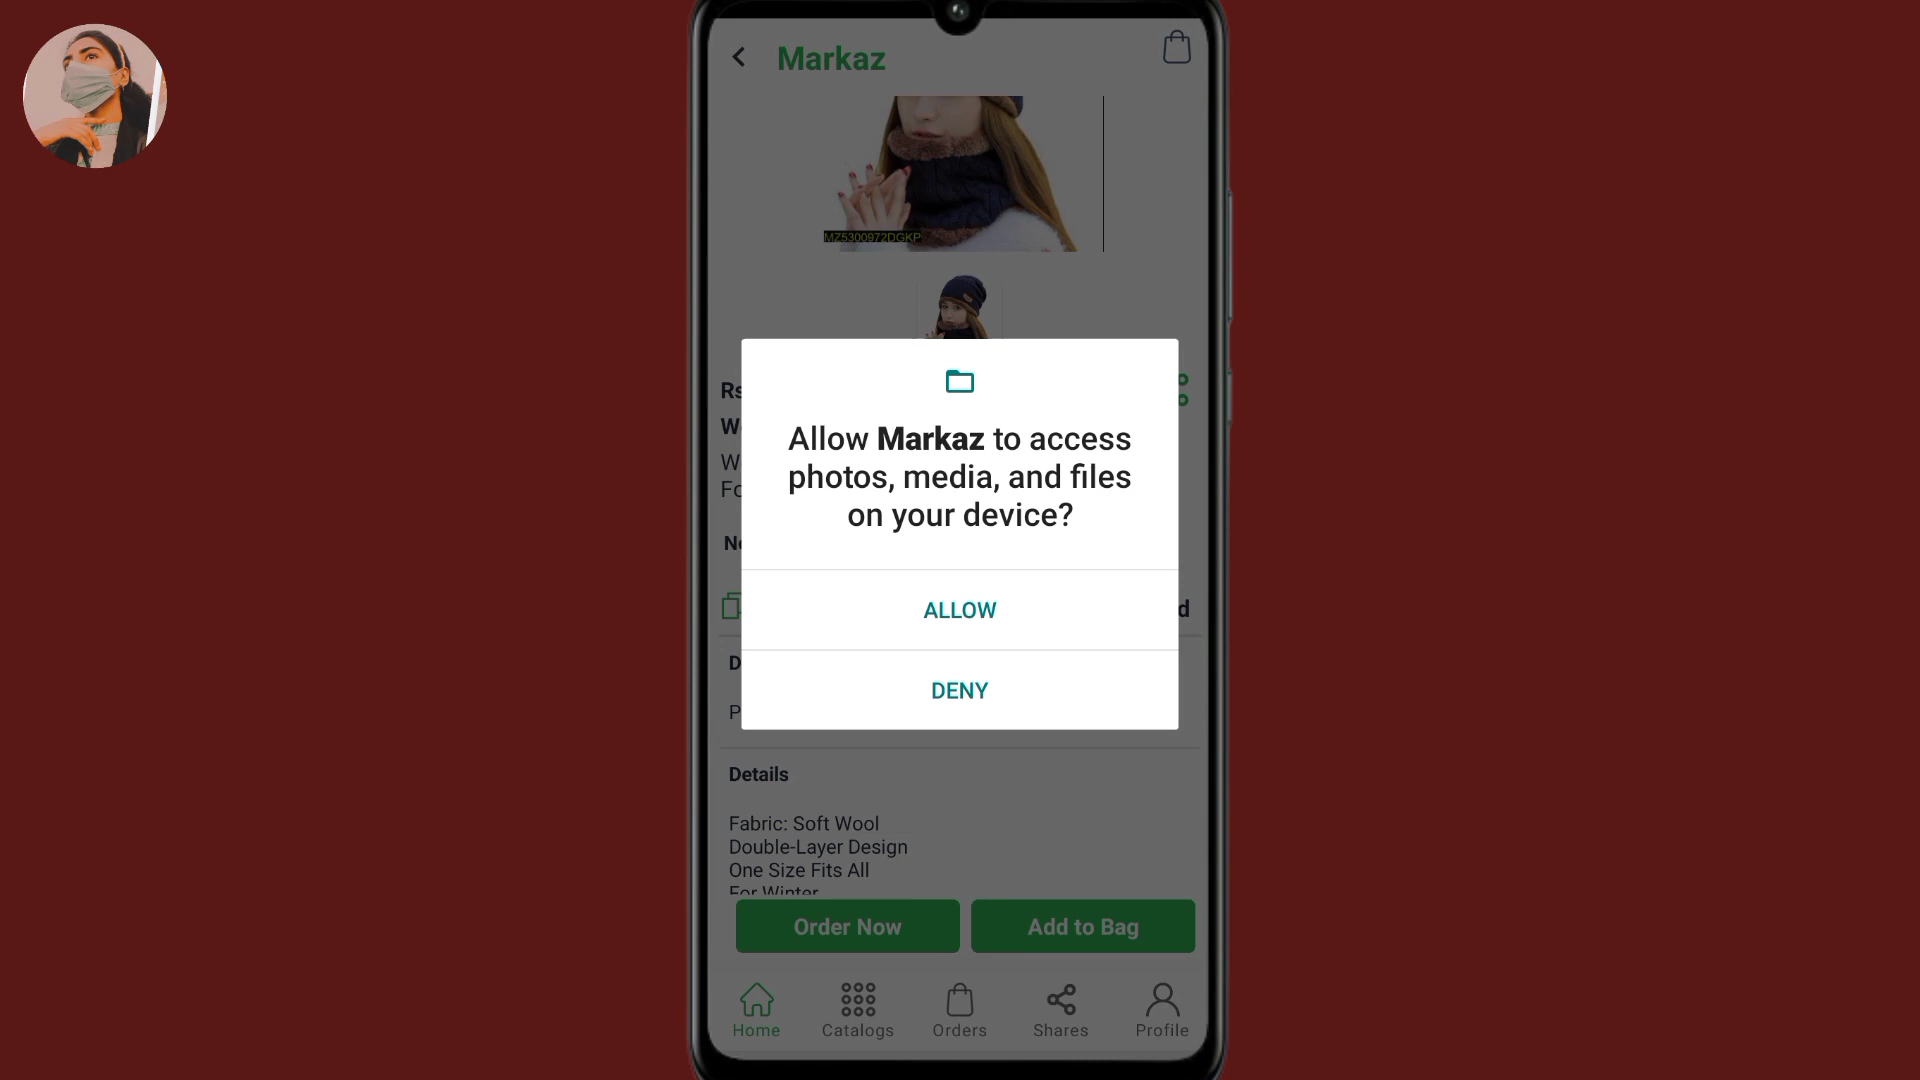 Markaz
MZ5300972DGKP
Rs
Allow Markaz to access
photos, media, and files
on your device?
ALLOW
DENY
Details
Fabric: Soft Wool
Double-Layer Design
One Size Fits All
For Winter
Order Now
Add to Bag
Home
Catalogs
Orders
Shares
Profile